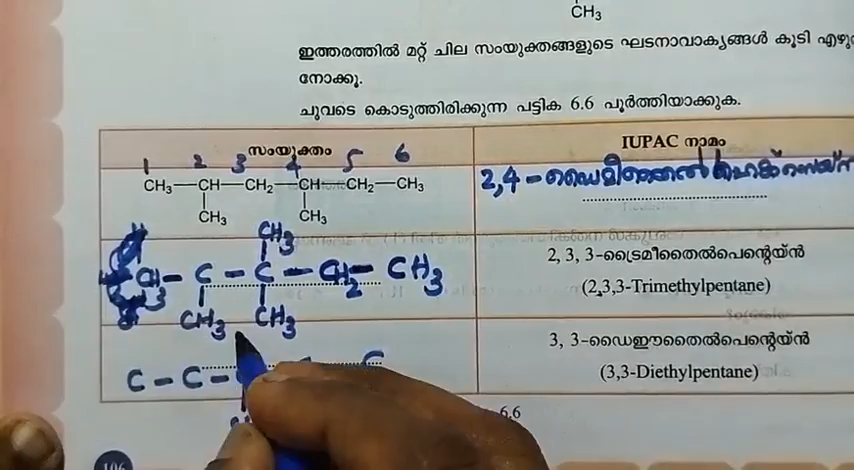 CH₃
ഇത്തരത്തിൽ മറ്റ് ചില സംയുക്തങ്ങളുടെ ഘടനാവാക്യങ്ങൾ കൂടി
നോക്കൂ.
ചുവടെ കൊടുത്തിരിക്കുന്ന പട്ടിക 6.6 പൂർത്തിയാക്കുക.
സംയുക്തം IUPAC നാമം
1 2 3 4 5 6
CH₃—CH—CH₂—CH—CH₂—CH₃
CH₃ CH₃
2,4-
CH₃
CH₃ - C - C - CH₂ - CH₃
CH₃ CH₃
2, 3, 3-ട്രൈമീതൈൽപെന്റെയ്ൻ
(2,3,3-Trimethylpentane)
C - C -
3, 3-ഡൈഈതൈൽപെന്റെയ്ൻ
(3,3-Diethylpentane)
6.6
106